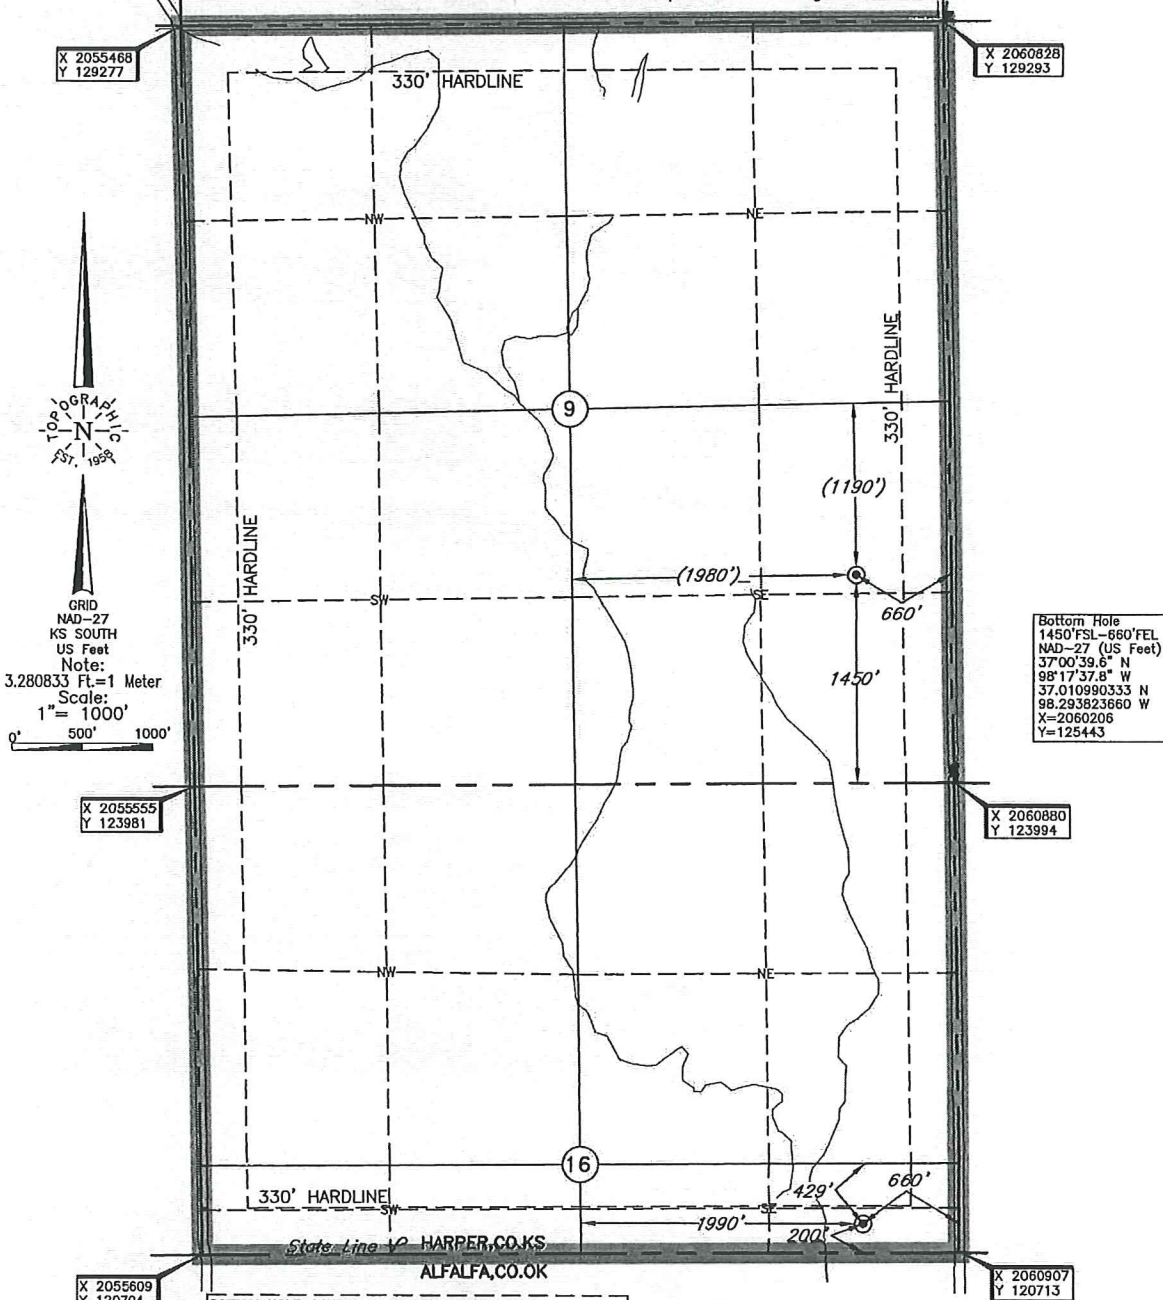 X 2055468
Y 129277
X 2060828
Y 129293
330' HARDLINE
NW
NE
330' HARDLINE
9
TOPOGRAPHIC
N
EST. 1958
(1190')
330' HARDLINE
(1980')
SW
SE
660'
GRID
NAD-27
KS SOUTH
US Feet
Note:
3.280833 Ft.=1 Meter
Scale:
1"= 1000'
0' 500' 1000'
1450'
Bottom Hole
1450'FSL-660'FEL
NAD-27 (US Feet)
37°00'39.6" N
98°17'37.8" W
37.010990333 N
98.293823660 W
X=2060206
Y=125443
X 2055555
Y 123981
X 2060880
Y 123994
NW
NE
16
330' HARDLINE
SW
SE
429'
660'
1990'
200'
State Line
HARPER,CO.KS
ALFALFA,CO.OK
X 2055609
X 2060907
Y 120713